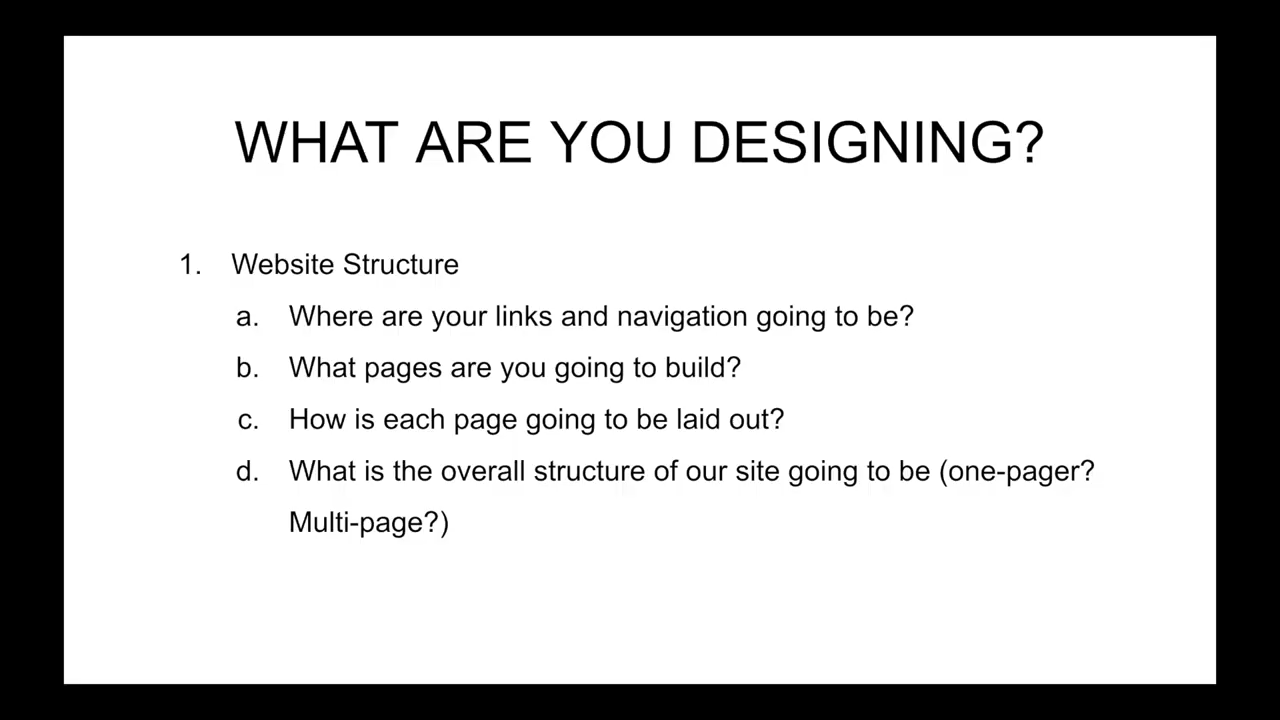 WHAT ARE YOU DESIGNING?
1. Website Structure
a. Where are your links and navigation going to be?
b. What pages are you going to build?
c. How is each page going to be laid out?
d. What is the overall structure of our site going to be (one-pager?
Multi-page?)